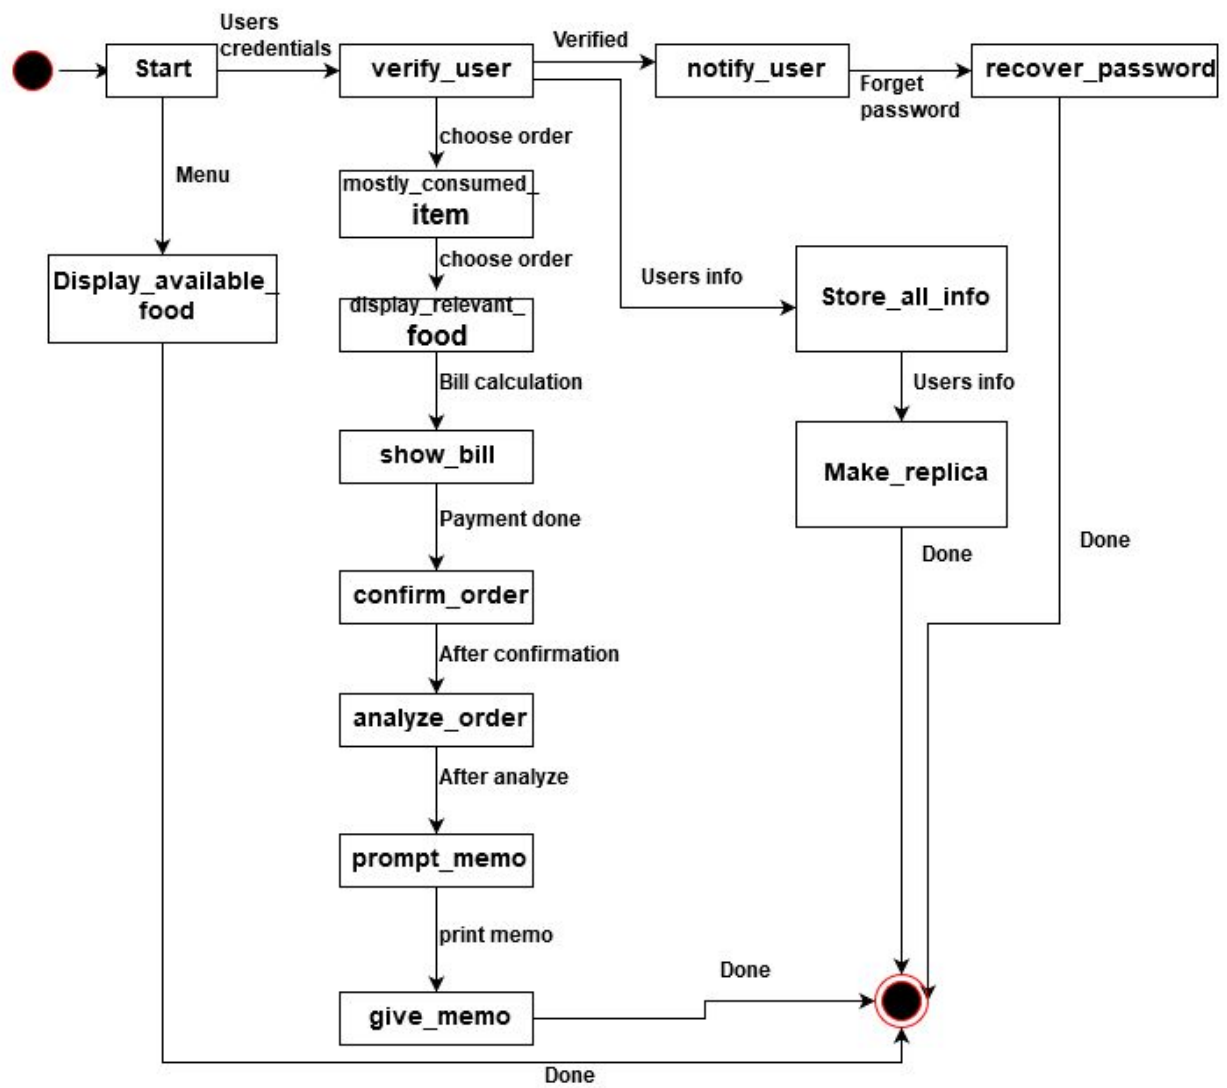 Users
credentials
Verified
Start
verify_user
notify_user
recover_password
Forget
password
choose order
Menu
mostly_consumed_
item
choose order
Display_available_
food
Users info
Store_all_info
display_relevant_
food
Bill calculation
Users info
show_bill
Make_replica
Payment done
Done
Done
confirm_order
After confirmation
analyze_order
After analyze
prompt_memo
print memo
Done
give_memo
Done